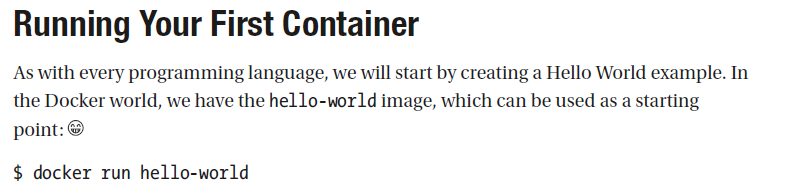 Running Your First Container
As with every programming language, we will start by creating a Hello World example. In
the Docker world, we have the hello-world image, which can be used as a starting
point: 😁
$ docker run hello-world